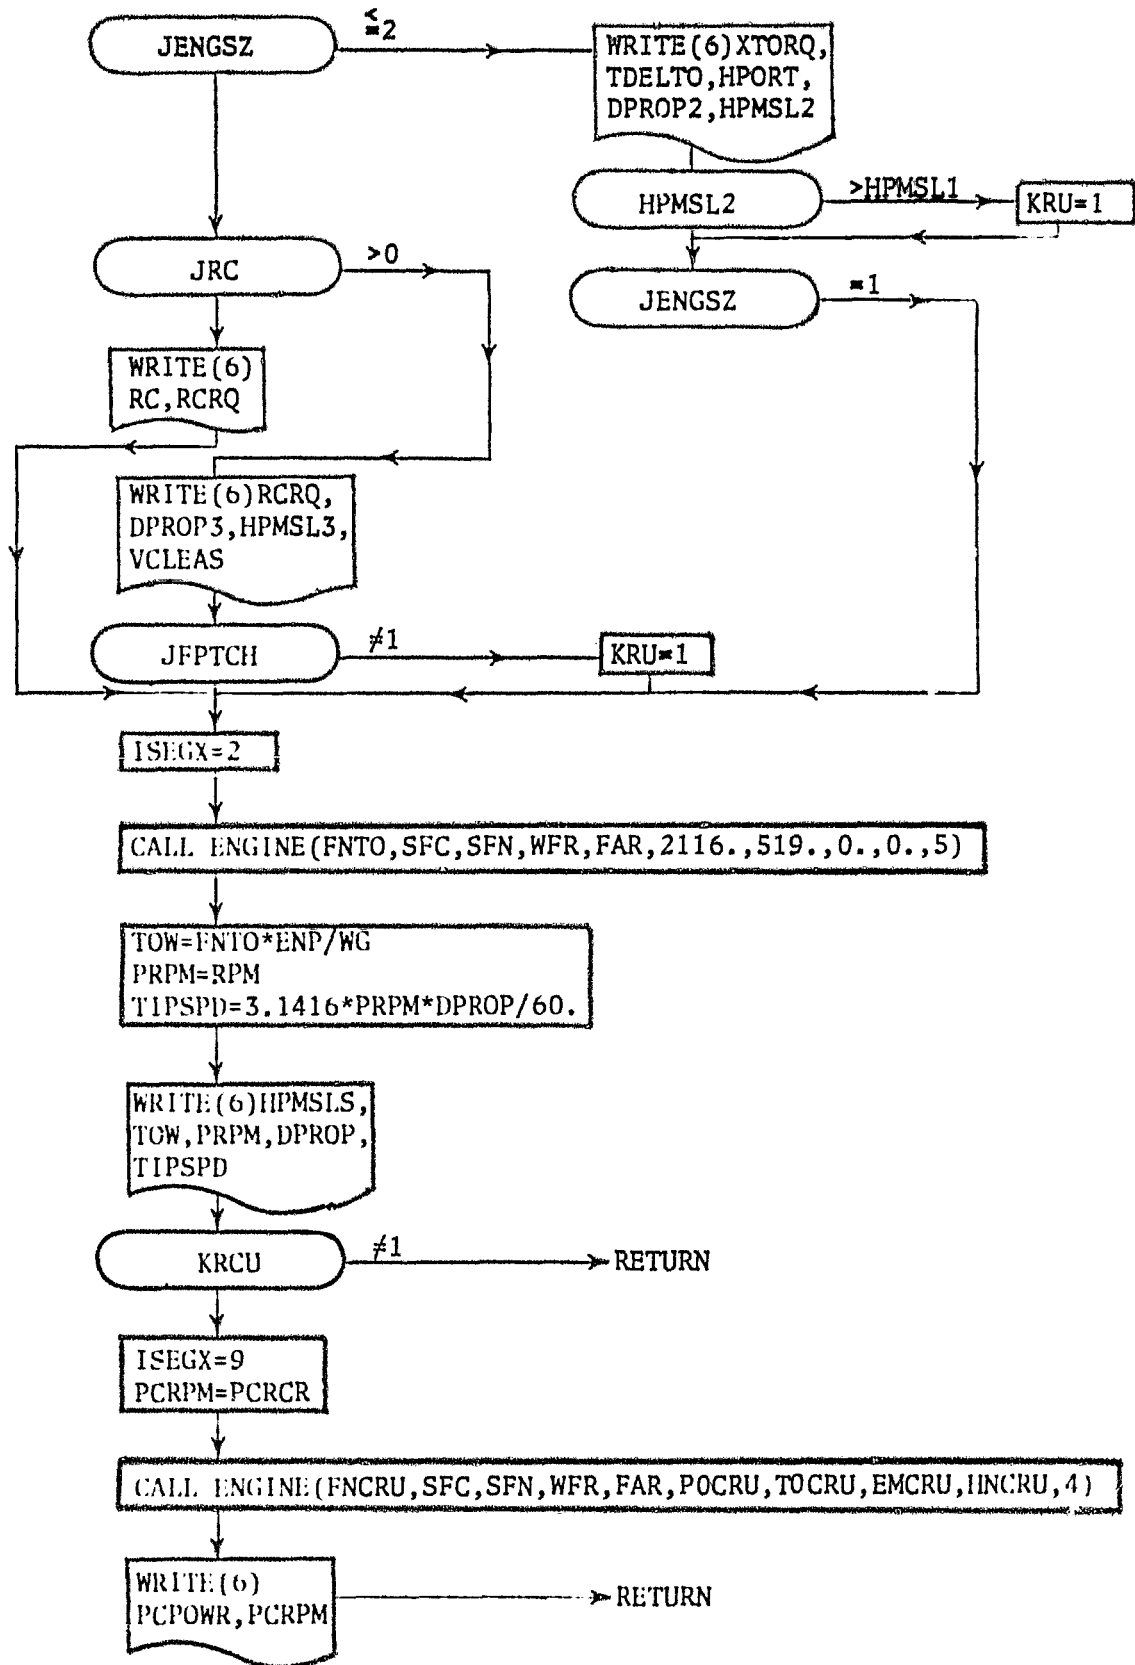 JENGSZ
≤2
WRITE(6)XTORQ,
TDELTO,HPORT,
DPROP2,HPMSL2
HPMSL2
>HPMSL1
KRU=1
JRC
>0
JENGSZ
=1
WRITE(6)
RC,RCRQ
WRITE(6)RCRQ,
DPROP3,HPMSL3,
VCLEAS
JFPTCH
≠1
KRU=1
ISEGX=2
CALL ENGINE(FNTO,SFC,SFN,WFR,FAR,2116.,519.,0.,0.,5)
TOW=FNTO*ENP/WG
PRPM=RPM
TIPSPD=3.1416*PRPM*DPROP/60.
WRITE(6)HPMSLS,
TOW,PRPM,DPROP,
TIPSPD
KRCU
≠1
RETURN
ISEGX=9
PCRPM=PCRCR
CALL ENGINE(FNCRU,SFC,SFN,WFR,FAR,POCRU,TOCRU,EMCRU,HNCRU,4)
WRITE(6)
PCPOWR,PCRPM
RETURN